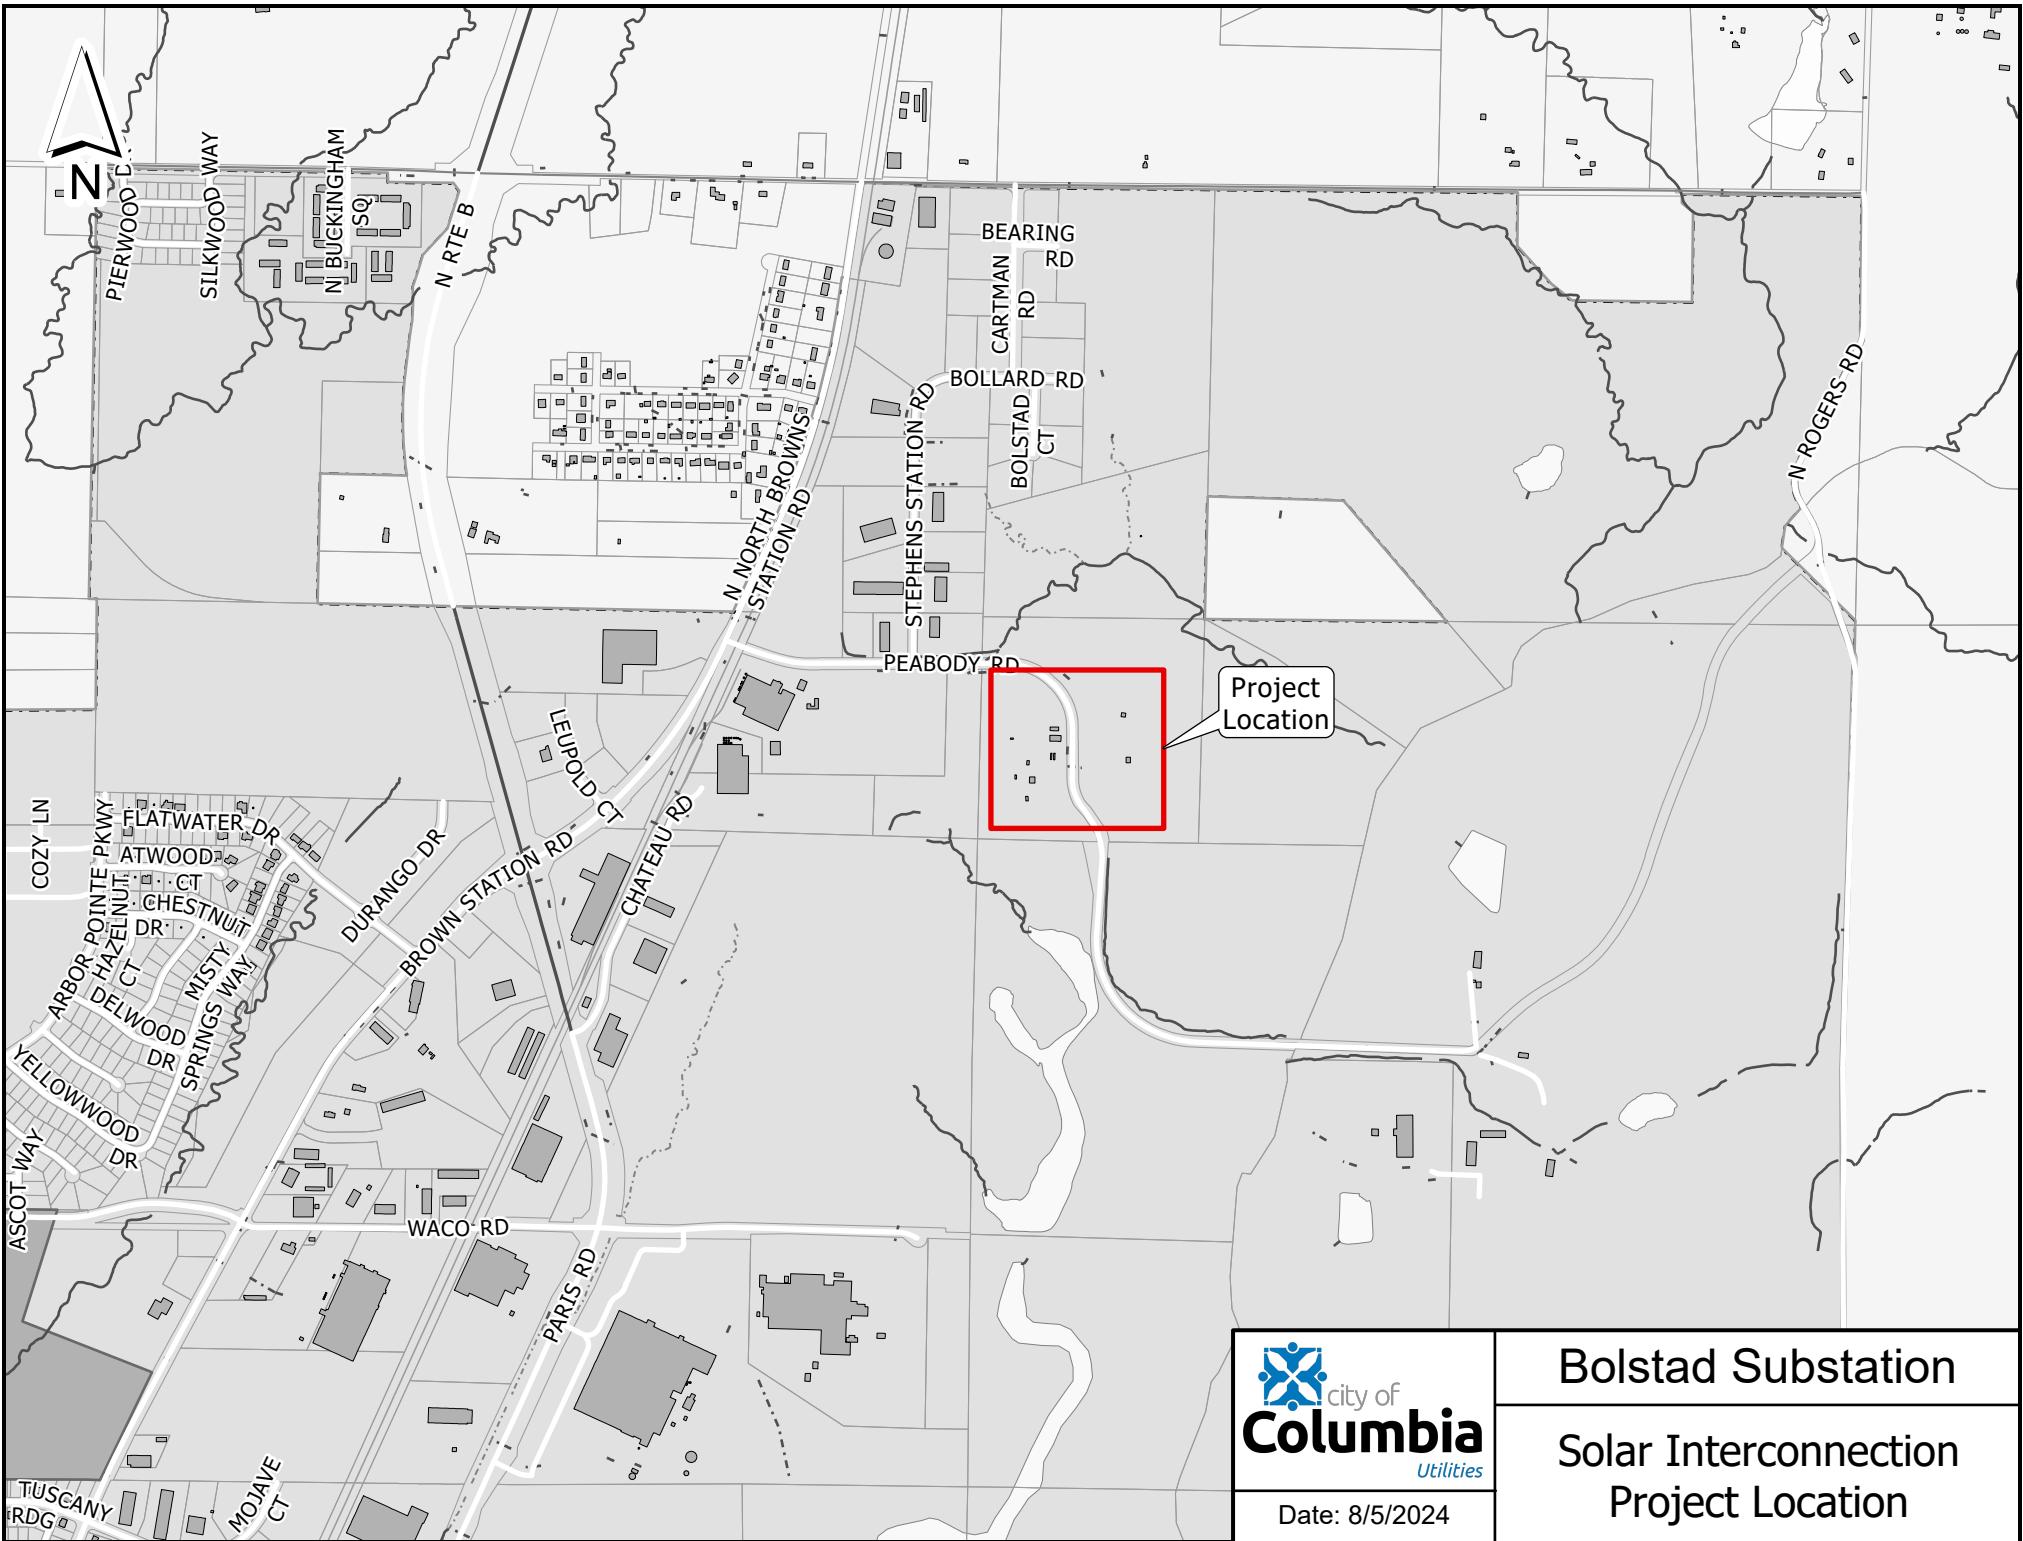 N
PIERWOOD DR
SILKWOOD WAY
N BUCKINGHAM
SQ
N RTE B
BEARING
RD
CARTMAN
RD
BOLLARD RD
BOLSTAD
CT
STEPHENS STATION RD
N NORTH BROWNS
STATION RD
N ROGERS RD
PEABODY RD
Project
Location
LEUPOLD CT
CHATEAU RD
COZY LN
ARBOR POINTE PKWY
FLATWATER DR
ATWOOD
CT
HAZELNUT
CT
CHESTNUT
DR
DURANGO DR
BROWN STATION RD
MISTY
SPRINGS WAY
DELWOOD
DR
YELLOWWOOD
DR
ASCOT WAY
WACO RD
PARIS RD
TUSCANY
RDG
MOJAVE
CT
city of
Columbia
Utilities
Date: 8/5/2024
Bolstad Substation
Solar Interconnection
Project Location